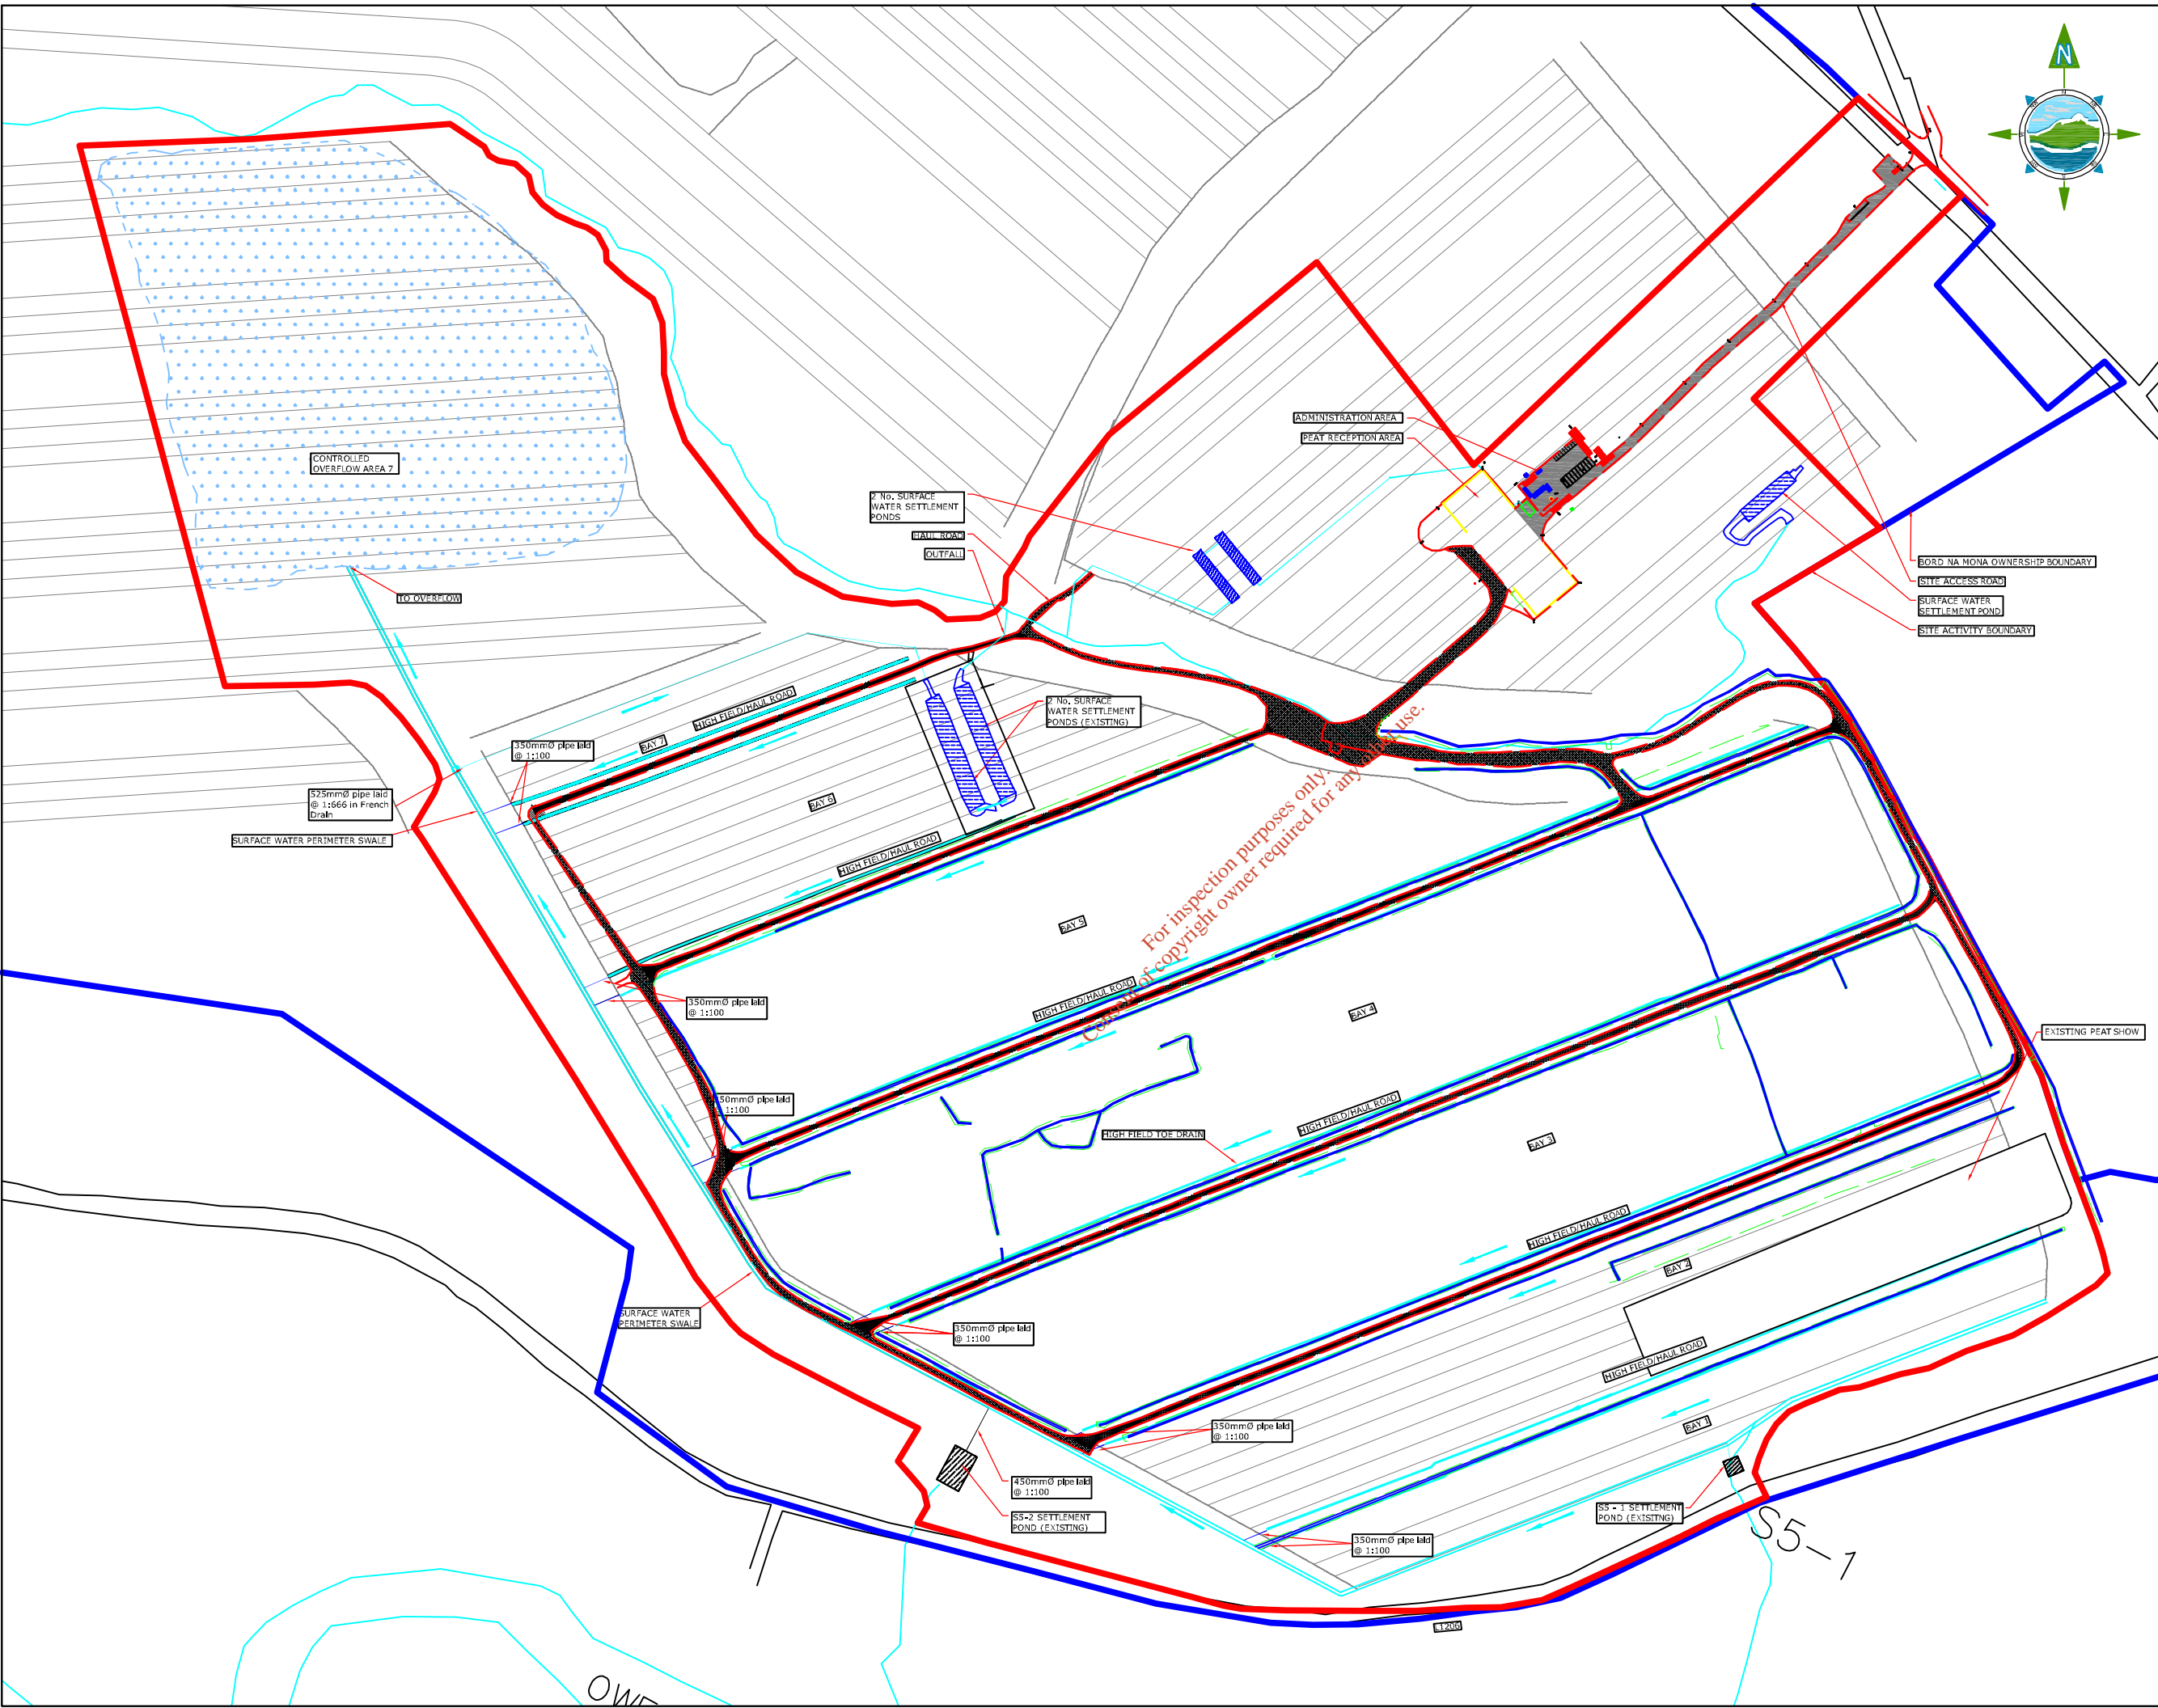 N
ADMINISTRATION AREA
PEAT RECEPTION AREA
CONTROLLED
OVERFLOW AREA 7
2 No. SURFACE
WATER SETTLEMENT
PONDS
HAUL ROAD
OUTFALL
TO OVERFLOW
BORD NA MONA OWNERSHIP BOUNDARY
SITE ACCESS ROAD
SURFACE WATER
SETTLEMENT POND
SITE ACTIVITY BOUNDARY
HIGH FIELD/HAUL ROAD
2 No. SURFACE
WATER SETTLEMENT
PONDS (EXISTING)
BAY 7
350mmØ pipe laid
@ 1:100
525mmØ pipe laid
@ 1:666 in French
Drain
BAY 6
SURFACE WATER PERIMETER SWALE
HIGH FIELD/HAUL ROAD
BAY 5
For inspection purposes only.
Consent of copyright owner required for any other use.
HIGH FIELD/HAUL ROAD
350mmØ pipe laid
@ 1:100
BAY 4
EXISTING PEAT SHOW
50mmØ pipe laid
1:100
HIGH FIELD/HAUL ROAD
HIGH FIELD TOE DRAIN
BAY 3
HIGH FIELD/HAUL ROAD
BAY 2
SURFACE WATER
PERIMETER SWALE
350mmØ pipe laid
@ 1:100
HIGH FIELD/HAUL ROAD
350mmØ pipe laid
@ 1:100
BAY 1
450mmØ pipe laid
@ 1:100
S5-2 SETTLEMENT
POND (EXISTING)
S5 - 1 SETTLEMENT
POND (EXISITNG)
350mmØ pipe laid
@ 1:100
S5-1
L1206